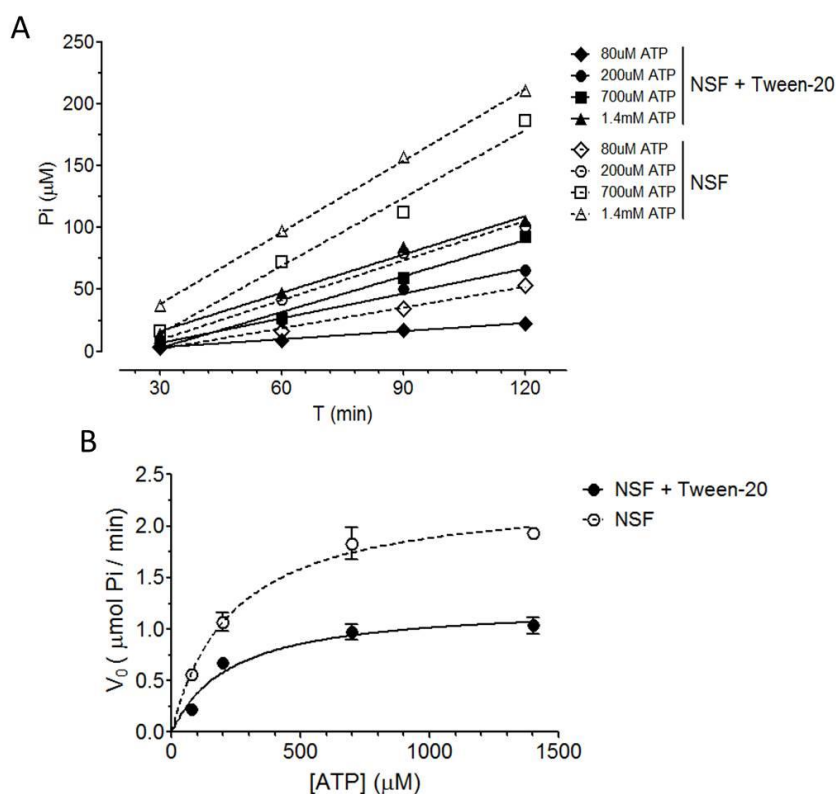 A
250
200
150
100
50
0
Pi (μM)
30 60 90 120
T (min)
80uM ATP
200uM ATP
700uM ATP
1.4mM ATP
NSF + Tween-20
80uM ATP
200uM ATP
700uM ATP
1.4mM ATP
NSF
B
2.5
2.0
1.5
1.0
0.5
0.0
V0 ( μmol Pi / min)
0 500 1000 1500
[ATP] (μM)
NSF + Tween-20
NSF